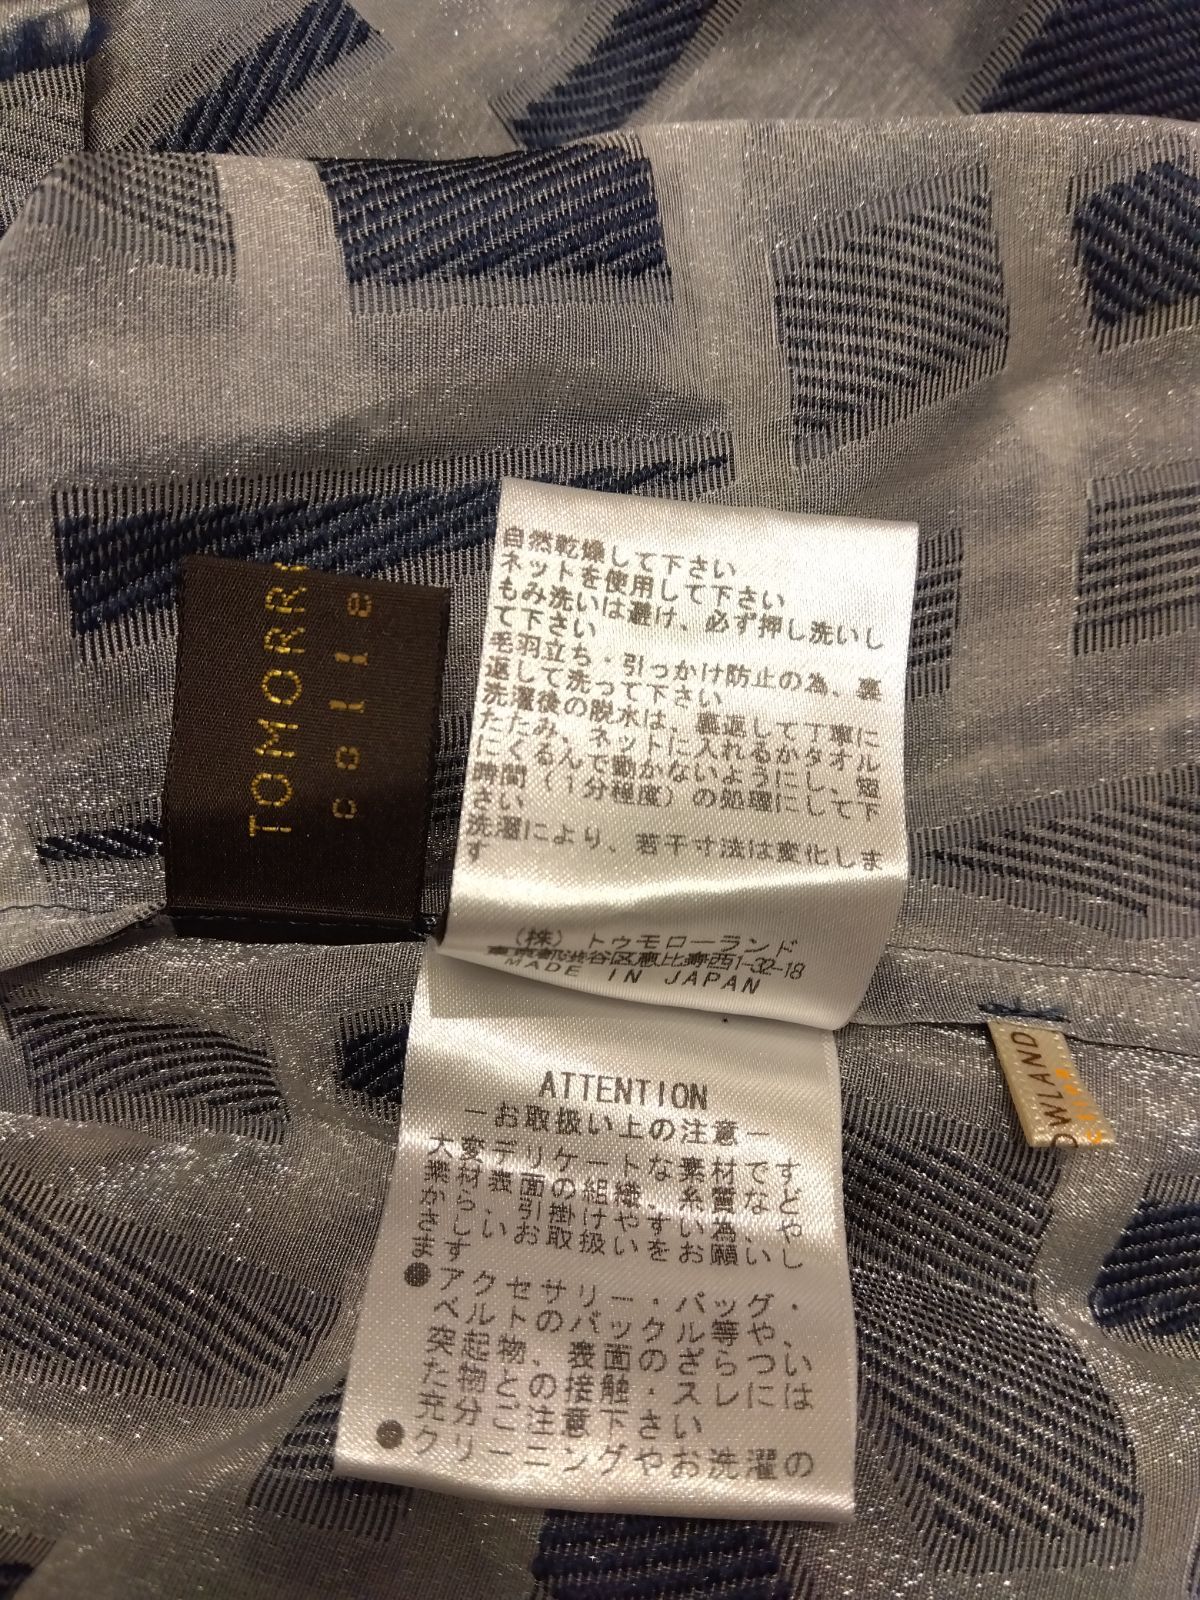 TOMORR
colle
自然乾燥して下さい
ネットを使用して下さい
もみ洗いは避け、必ず押し洗いし
て下さい
毛羽立ち・引っかけ防止の為、裏
返して洗って下さい
洗濯後の脱水は、裏返して丁寧に
たたみ、ネットに入れるかタオル
にくるんで動かないようにし、短
時間(1分程度)の処理にして下
さい
洗濯により、若干寸法は変化しま
す
(株)トゥモローランド
東京都渋谷区恵比寿西1-32-18
MADE IN JAPAN
ATTENTION
−お取扱い上の注意−
大変デリケートな素材です
素材表面の組織、糸質など
から、引掛けやすい為、や
さしいお取扱いをお願いし
ます
●アクセサリー・バッグ・
ベルトのバックル等や、
突起物、表面のざらつい
た物との接触・スレには
充分ご注意下さい
●クリーニングやお洗濯の
OWLAND